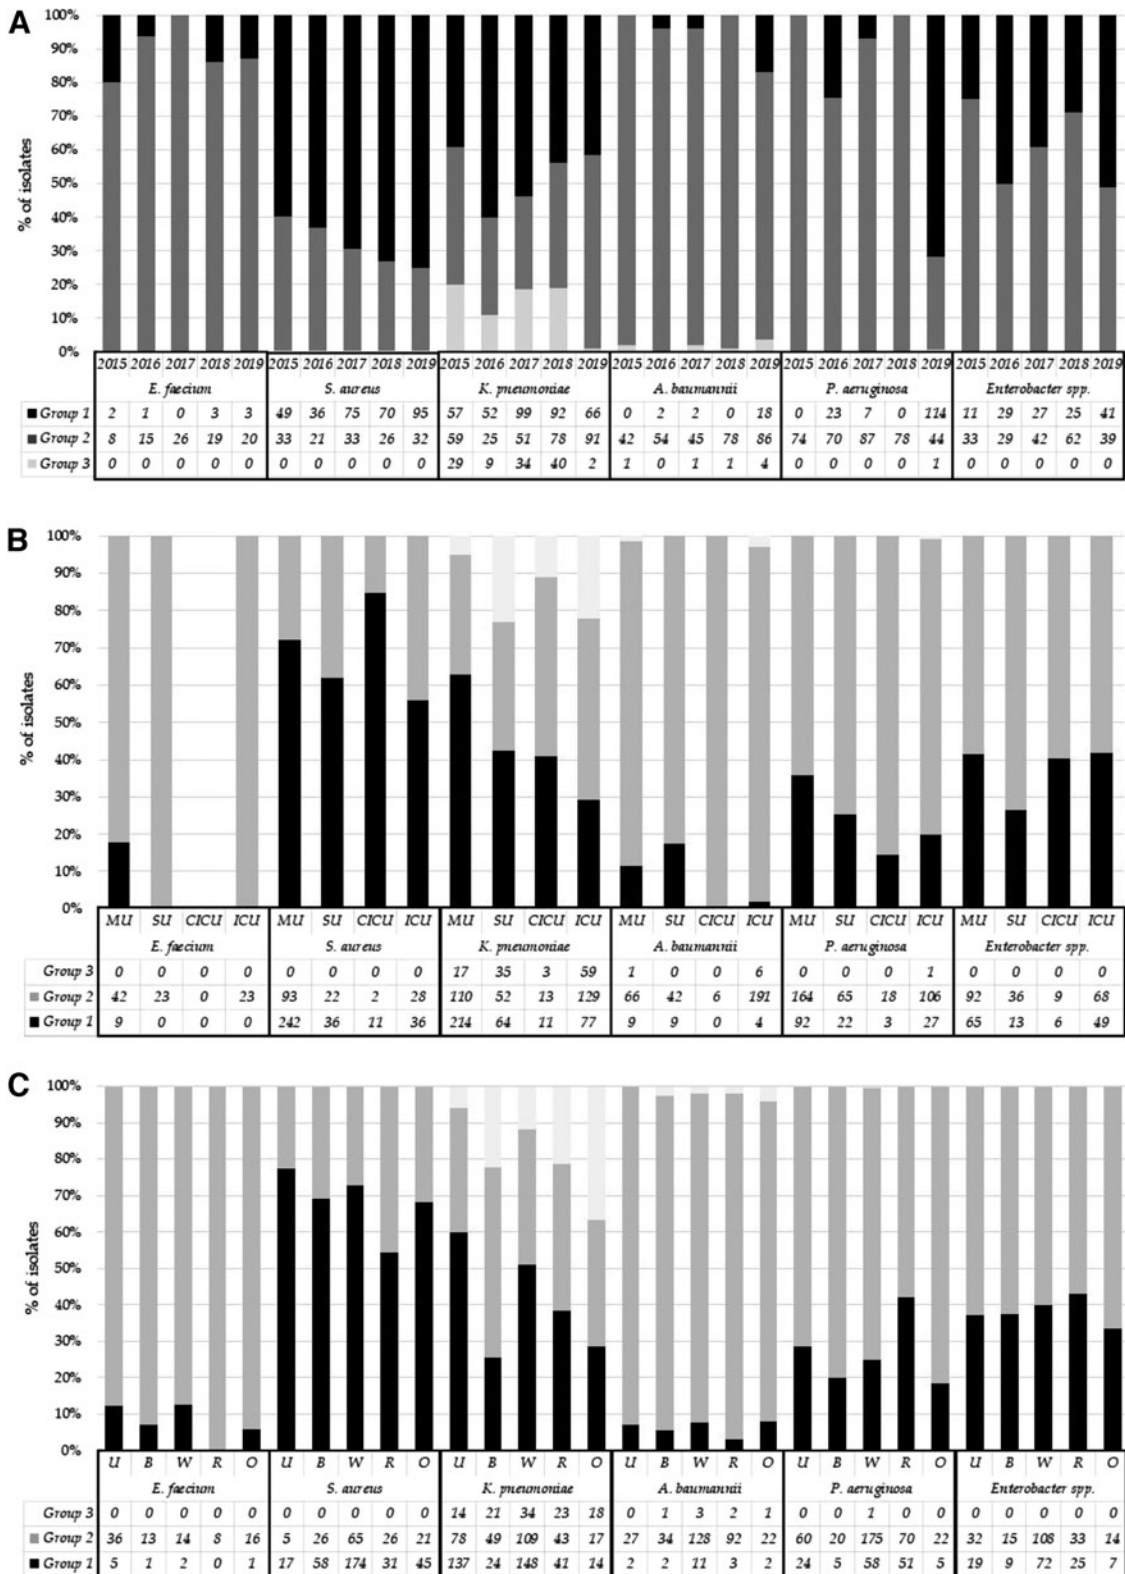 A
100%
90%
80%
70%
60%
50%
40%
30%
20%
10%
0%
% of isolates
2015 2016 2017 2018 2019 2015 2016 2017 2018 2019 2015 2016 2017 2018 2019 2015 2016 2017 2018 2019 2015 2016 2017 2018 2019 2015 2016 2017 2018 2019
E. faecium S. aureus K. pneumoniae A. baumannii P. aeruginosa Enterobacter spp.
Group 1 2 1 0 3 3 49 36 75 70 95 57 52 99 92 66 0 2 2 0 18 0 23 7 0 114 11 29 27 25 41
Group 2 8 15 26 19 20 33 21 33 26 32 59 25 51 78 91 42 54 45 78 86 74 70 87 78 44 33 29 42 62 39
Group 3 0 0 0 0 0 0 0 0 0 0 29 9 34 40 2 1 0 1 1 4 0 0 0 0 1 0 0 0 0 0
B
100%
90%
80%
70%
60%
50%
40%
30%
20%
10%
0%
% of isolates
MU SU CICU ICU MU SU CICU ICU MU SU CICU ICU MU SU CICU ICU MU SU CICU ICU MU SU CICU ICU
E. faecium S. aureus K. pneumoniae A. baumannii P. aeruginosa Enterobacter spp.
Group 3 0 0 0 0 0 0 0 0 17 35 3 59 1 0 0 6 0 0 0 1 0 0 0 0
Group 2 42 23 0 23 93 22 2 28 110 52 13 129 66 42 6 191 164 65 18 106 92 36 9 68
Group 1 9 0 0 0 242 36 11 36 214 64 11 77 9 9 0 4 92 22 3 27 65 13 6 49
C
100%
90%
80%
70%
60%
50%
40%
30%
20%
10%
0%
% of isolates
U B W R O U B W R O U B W R O U B W R O U B W R O U B W R O
E. faecium S. aureus K. pneumoniae A. baumannii P. aeruginosa Enterobacter spp.
Group 3 0 0 0 0 0 0 0 0 0 0 14 21 34 23 18 0 1 3 2 1 0 0 1 0 0 0 0 0 0 0
Group 2 36 13 14 8 16 5 26 65 26 21 78 49 109 43 17 27 34 128 92 22 60 20 175 70 22 32 15 108 33 14
Group 1 5 1 2 0 1 17 58 174 31 45 137 24 148 41 14 2 2 11 3 2 24 5 58 51 5 19 9 72 25 7